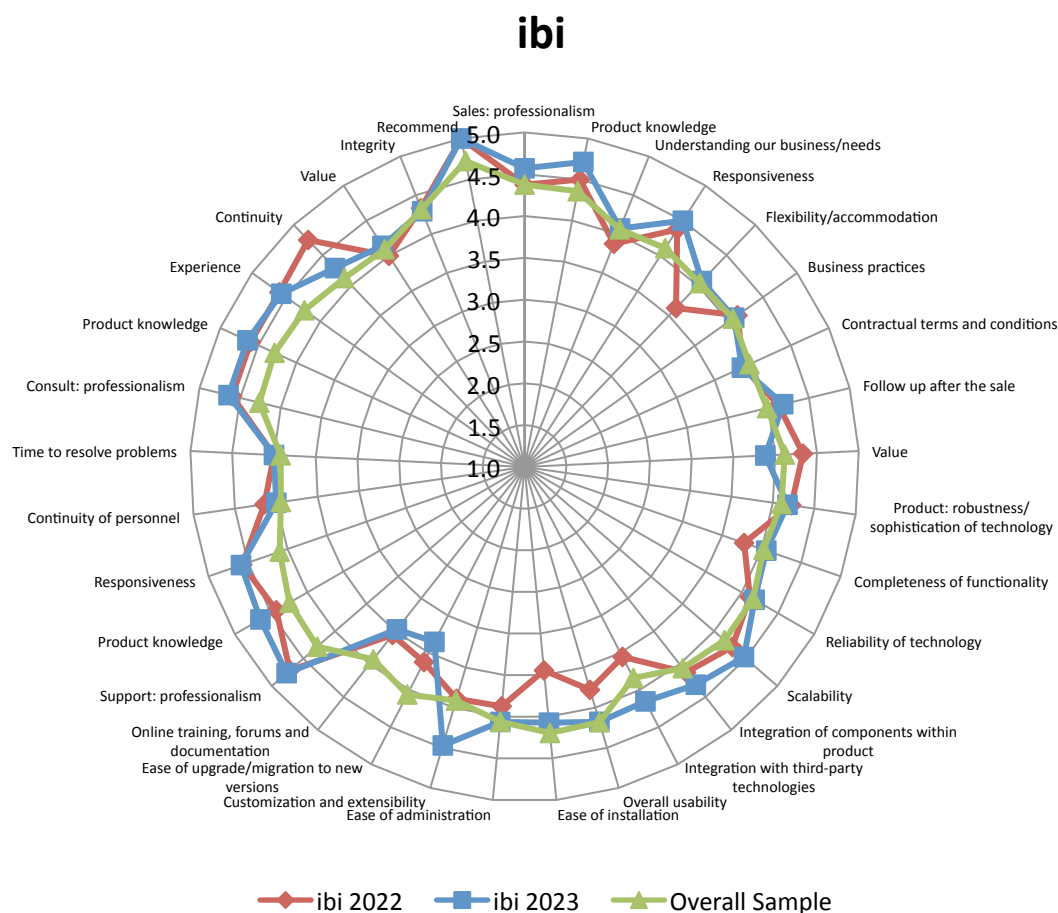 ibi
Sales: professionalism
Product knowledge
Understanding our business/needs
Responsiveness
Flexibility/accommodation
Business practices
Contractual terms and conditions
Follow up after the sale
Value
Product: robustness/
sophistication of technology
Completeness of functionality
Reliability of technology
Scalability
Integration of components within
product
Integration with third-party
technologies
Overall usability
Ease of installation
Ease of administration
Customization and extensibility
Ease of upgrade/migration to new
versions
Online training, forums and
documentation
Support: professionalism
Product knowledge
Responsiveness
Continuity of personnel
Time to resolve problems
Consult: professionalism
Product knowledge
Experience
Continuity
Value
Integrity
Recommend
5.0
4.5
4.0
3.5
3.0
2.5
2.0
1.5
1.0
ibi 2022
ibi 2023
Overall Sample